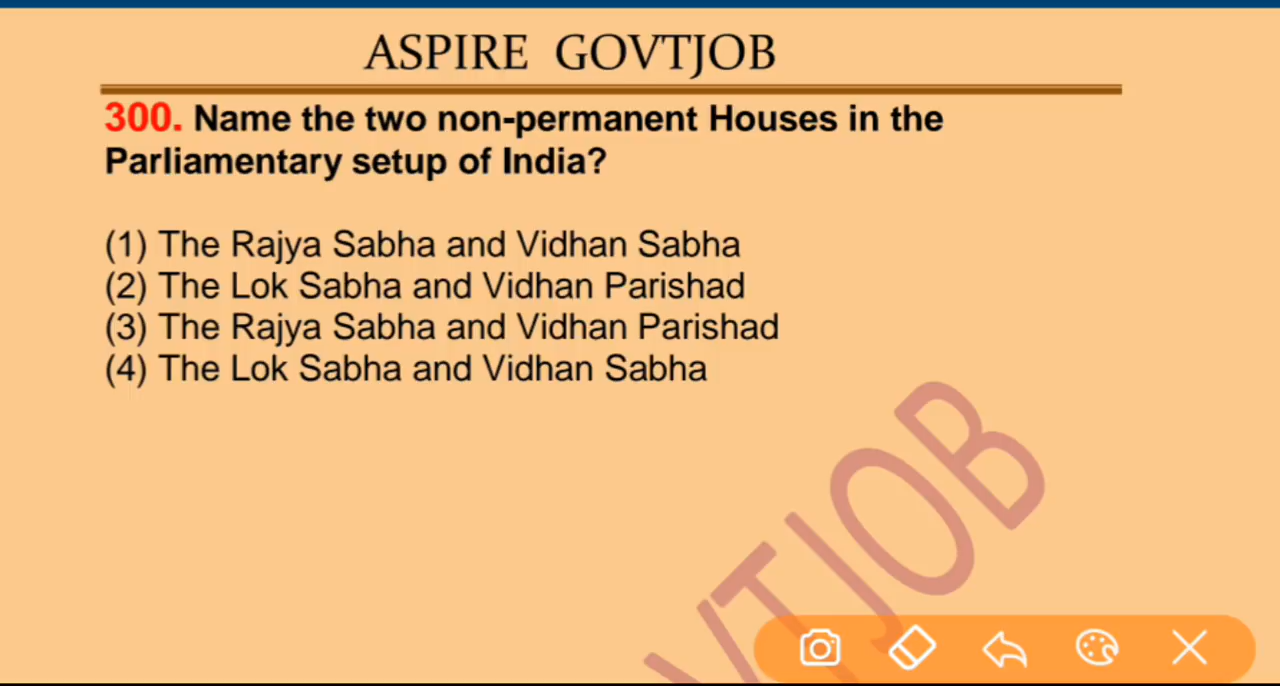 ASPIRE GOVTJOB
300. Name the two non-permanent Houses in the
Parliamentary setup of India?
(1) The Rajya Sabha and Vidhan Sabha
(2) The Lok Sabha and Vidhan Parishad
(3) The Rajya Sabha and Vidhan Parishad
(4) The Lok Sabha and Vidhan Sabha
VTJOB